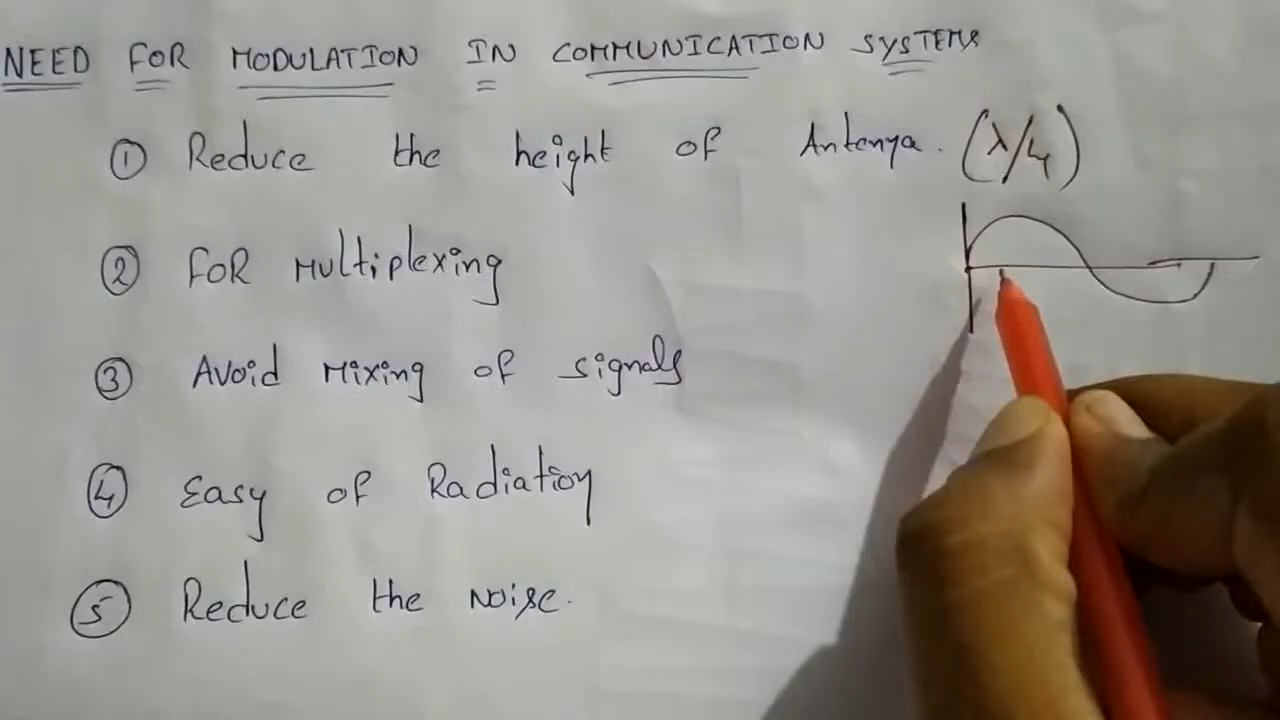 NEED FOR MODULATION IN COMMUNICATION SYSTEMS
① Reduce the height of Antenna. (λ/4)
② FOR Multiplexing
③ Avoid Mixing of signals
④ Easy of Radiation
⑤ Reduce the Noise.